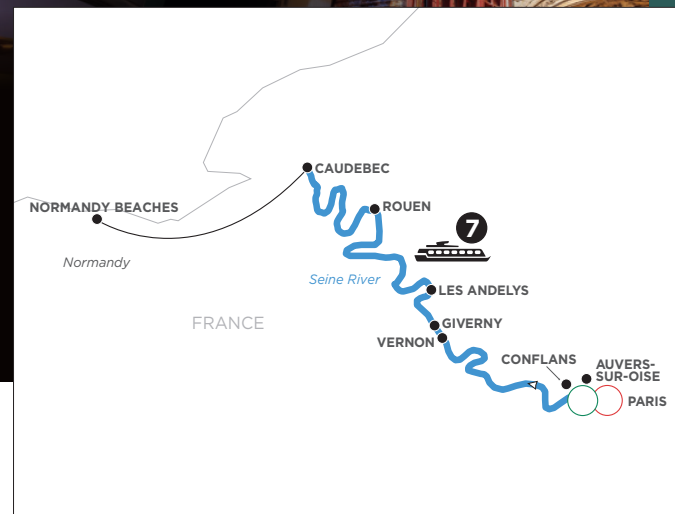 CAUDEBEC
NORMANDY BEACHES
ROUEN
7
Normandy
Seine River
LES ANDELYS
FRANCE
GIVERNY
VERNON
CONFLANS
AUVERS-
SUR-OISE
PARIS